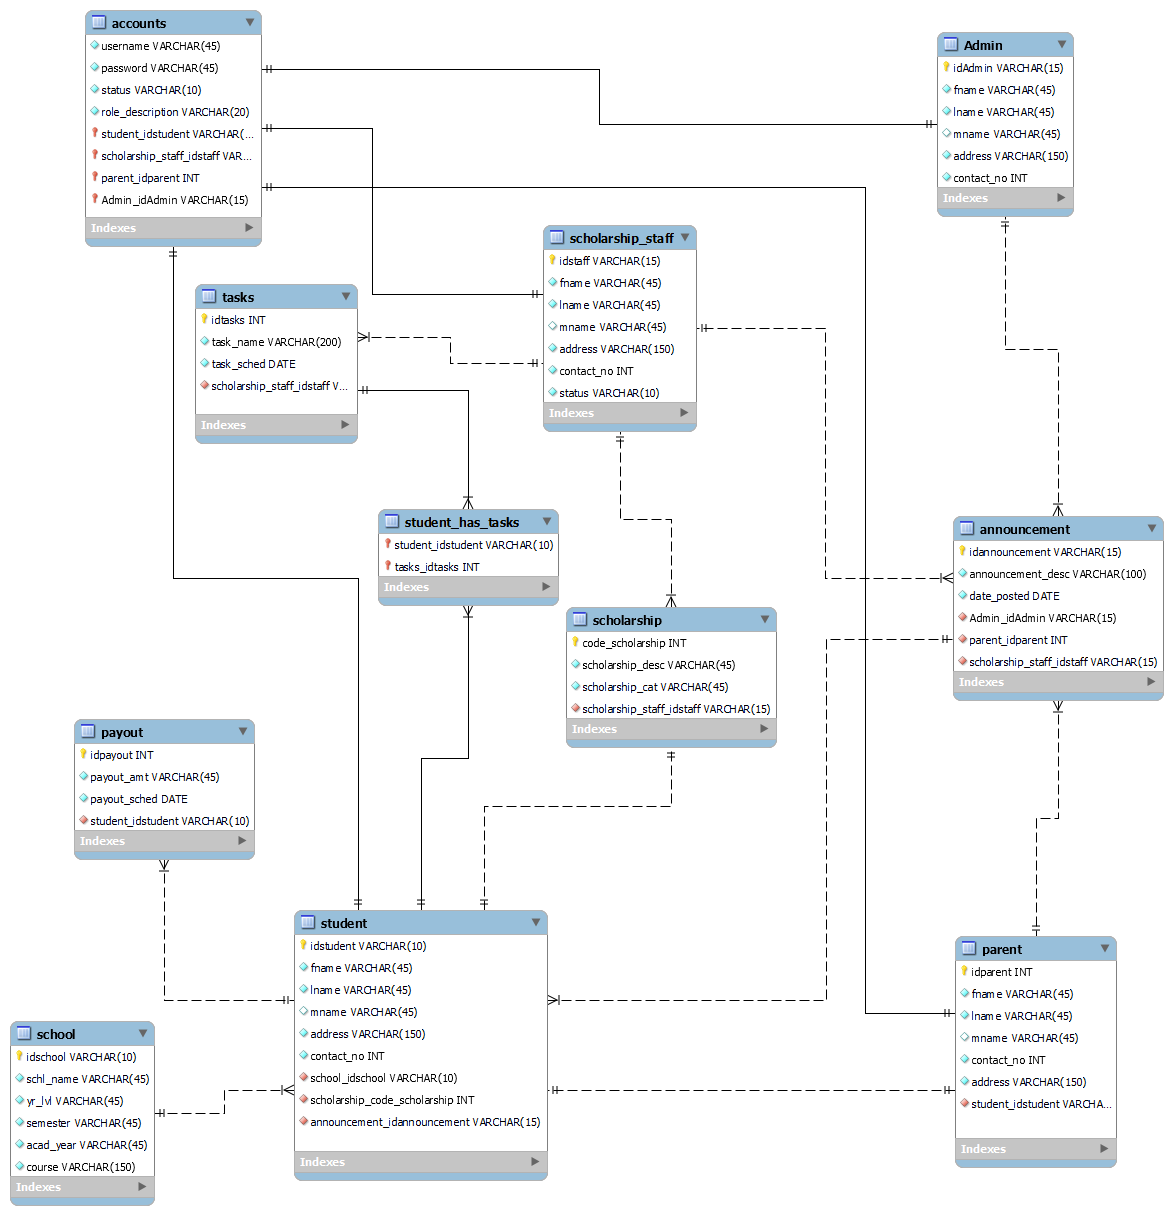 accounts
username VARCHAR(45)
password VARCHAR(45)
status VARCHAR(10)
role_description VARCHAR(20)
student_idstudent VARCHAR(...
scholarship_staff_idstaff VAR...
parent_idparent INT
Admin_idAdmin VARCHAR(15)
Indexes
Admin
idAdmin VARCHAR(15)
fname VARCHAR(45)
lname VARCHAR(45)
mname VARCHAR(45)
address VARCHAR(150)
contact_no INT
Indexes
scholarship_staff
idstaff VARCHAR(15)
fname VARCHAR(45)
lname VARCHAR(45)
mname VARCHAR(45)
address VARCHAR(150)
contact_no INT
status VARCHAR(10)
Indexes
tasks
idtasks INT
task_name VARCHAR(200)
task_sched DATE
scholarship_staff_idstaff V...
Indexes
student_has_tasks
student_idstudent VARCHAR(10)
tasks_idtasks INT
Indexes
announcement
idannouncement VARCHAR(15)
announcement_desc VARCHAR(100)
date_posted DATE
Admin_idAdmin VARCHAR(15)
parent_idparent INT
scholarship_staff_idstaff VARCHAR(15)
Indexes
scholarship
code_scholarship INT
scholarship_desc VARCHAR(45)
scholarship_cat VARCHAR(45)
scholarship_staff_idstaff VARCHAR(15)
Indexes
payout
idpayout INT
payout_amt VARCHAR(45)
payout_sched DATE
student_idstudent VARCHAR(10)
Indexes
student
idstudent VARCHAR(10)
fname VARCHAR(45)
lname VARCHAR(45)
mname VARCHAR(45)
address VARCHAR(150)
contact_no INT
school_idschool VARCHAR(10)
scholarship_code_scholarship INT
announcement_idannouncement VARCHAR(15)
Indexes
parent
idparent INT
fname VARCHAR(45)
lname VARCHAR(45)
mname VARCHAR(45)
contact_no INT
address VARCHAR(150)
student_idstudent VARCHA...
Indexes
school
idschool VARCHAR(10)
schl_name VARCHAR(45)
yr_lvl VARCHAR(45)
semester VARCHAR(45)
acad_year VARCHAR(45)
course VARCHAR(150)
Indexes